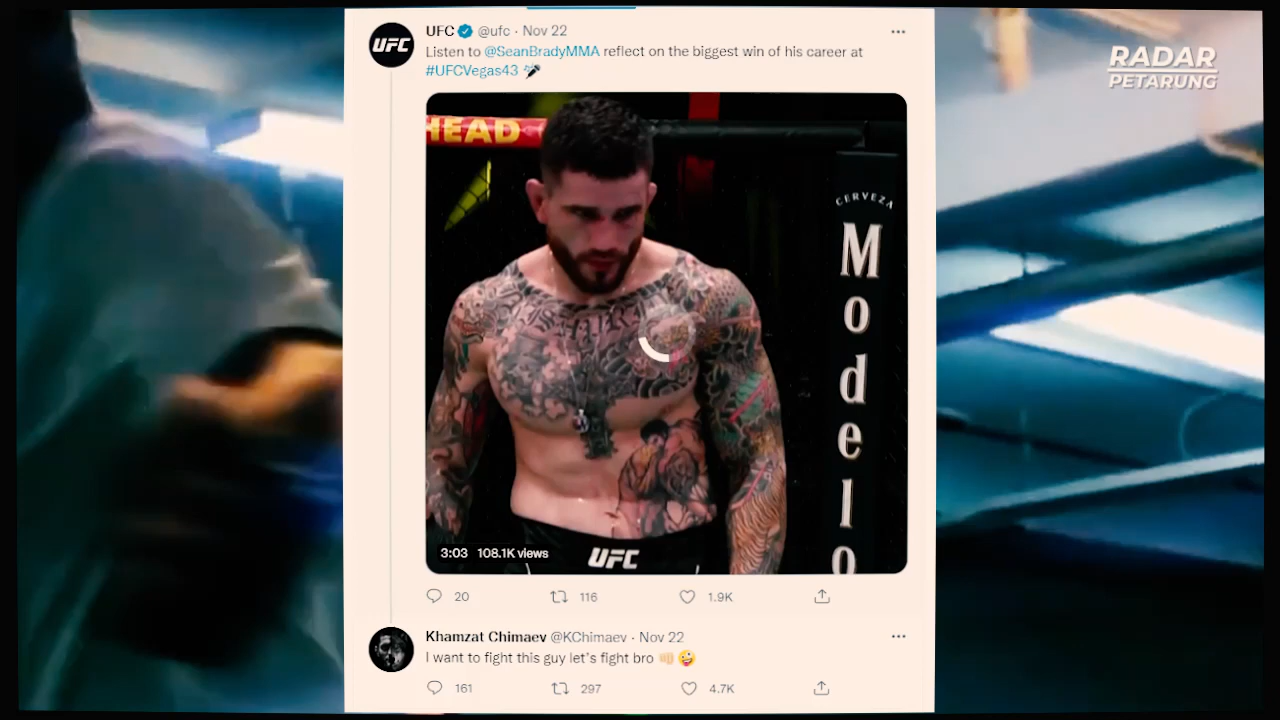 UFC @ufc · Nov 22
Listen to @SeanBradyMMA reflect on the biggest win of his career at
#UFCVegas43 🎤
UFC
RADAR
PETARUNG
HEAD
CERVEZA
Modelo
UFC
3:03 108.1K views
20 116 1.9K
Khamzat Chimaev @KChimaev · Nov 22
I want to fight this guy let's fight bro 👊🏻🤪
161 297 4.7K